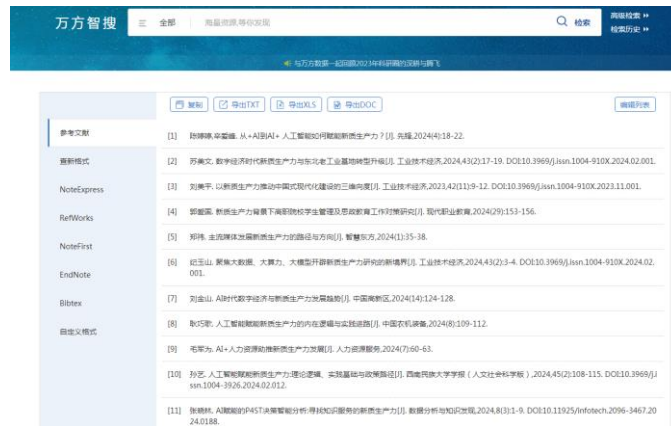 万方智搜
全部
海量资源,等你发现
检索
高级检索
检索历史
与万方数据一起回顾2023年科研圈的深耕与腾飞
复制
导出TXT
导出XLS
导出DOC
编辑列表
参考文献
查新格式
NoteExpress
RefWorks
NoteFirst
EndNote
Bibtex
自定义格式
[1] 陈婷婷,辛爱峰. 从+AI到AI+ 人工智能如何赋能新质生产力？[J]. 先锋,2024(4):18-22.
[2] 苏美文. 数字经济时代新质生产力与东北老工业基地转型升级[J]. 工业技术经济,2024,43(2):17-19. DOI:10.3969/j.issn.1004-910X.2024.02.001.
[3] 刘美平. 以新质生产力推动中国式现代化建设的三维向度[J]. 工业技术经济,2023,42(11):9-12. DOI:10.3969/j.issn.1004-910X.2023.11.001.
[4] 郭蕾蕾. 新质生产力背景下高职院校学生管理及思政教育工作对策研究[J]. 现代职业教育,2024(29):153-156.
[5] 郑伟. 主流媒体发展新质生产力的路径与方向[J]. 智慧东方,2024(1):35-38.
[6] 纪玉山. 聚焦大数据、大算力、大模型开辟新质生产力研究的新境界[J]. 工业技术经济,2024,43(2):3-4. DOI:10.3969/j.issn.1004-910X.2024.02.
001.
[7] 刘金山. AI时代数字经济与新质生产力发展趋势[J]. 中国高新区,2024(14):124-128.
[8] 耿巧歌. 人工智能赋能新质生产力的内在逻辑与实践进路[J]. 中国农机装备,2024(8):109-112.
[9] 毛军为. AI+人力资源助推新质生产力发展[J]. 人力资源服务,2024(7):60-63.
[10] 孙艺. 人工智能赋能新质生产力:理论逻辑、实践基础与政策路径[J]. 西南民族大学学报（人文社会科学版）,2024,45(2):108-115. DOI:10.3969/j.i
ssn.1004-3926.2024.02.012.
[11] 张晓林. AI赋能的P4ST决策智能分析:寻找知识服务的新质生产力[J]. 数据分析与知识发现,2024,8(3):1-9. DOI:10.11925/infotech.2096-3467.20
24.0188.